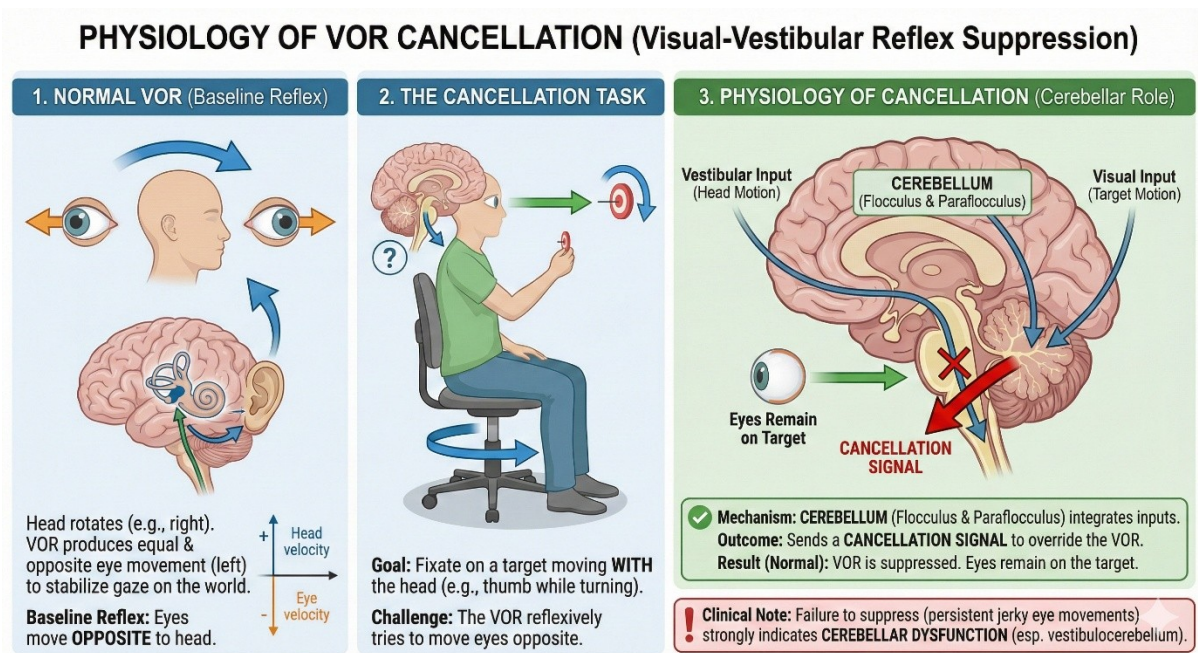 PHYSIOLOGY OF VOR CANCELLATION (Visual-Vestibular Reflex Suppression)
1. NORMAL VOR (Baseline Reflex)
Head rotates (e.g., right).
VOR produces equal &
opposite eye movement (left)
to stabilize gaze on the world.
Baseline Reflex: Eyes
move OPPOSITE to head.
+
Head
velocity
Eye
velocity
-
2. THE CANCELLATION TASK
?
Goal: Fixate on a target moving WITH
the head (e.g., thumb while turning).
Challenge: The VOR reflexively
tries to move eyes opposite.
3. PHYSIOLOGY OF CANCELLATION (Cerebellar Role)
Vestibular Input
(Head Motion)
CEREBELLUM
(Flocculus & Paraflocculus)
Visual Input
(Target Motion)
Eyes Remain
on Target
CANCELLATION
SIGNAL
Mechanism: CEREBELLUM (Flocculus & Paraflocculus) integrates inputs.
Outcome: Sends a CANCELLATION SIGNAL to override the VOR.
Result (Normal): VOR is suppressed. Eyes remain on the target.
! Clinical Note: Failure to suppress (persistent jerky eye movements)
strongly indicates CEREBELLAR DYSFUNCTION (esp. vestibulocerebellum).